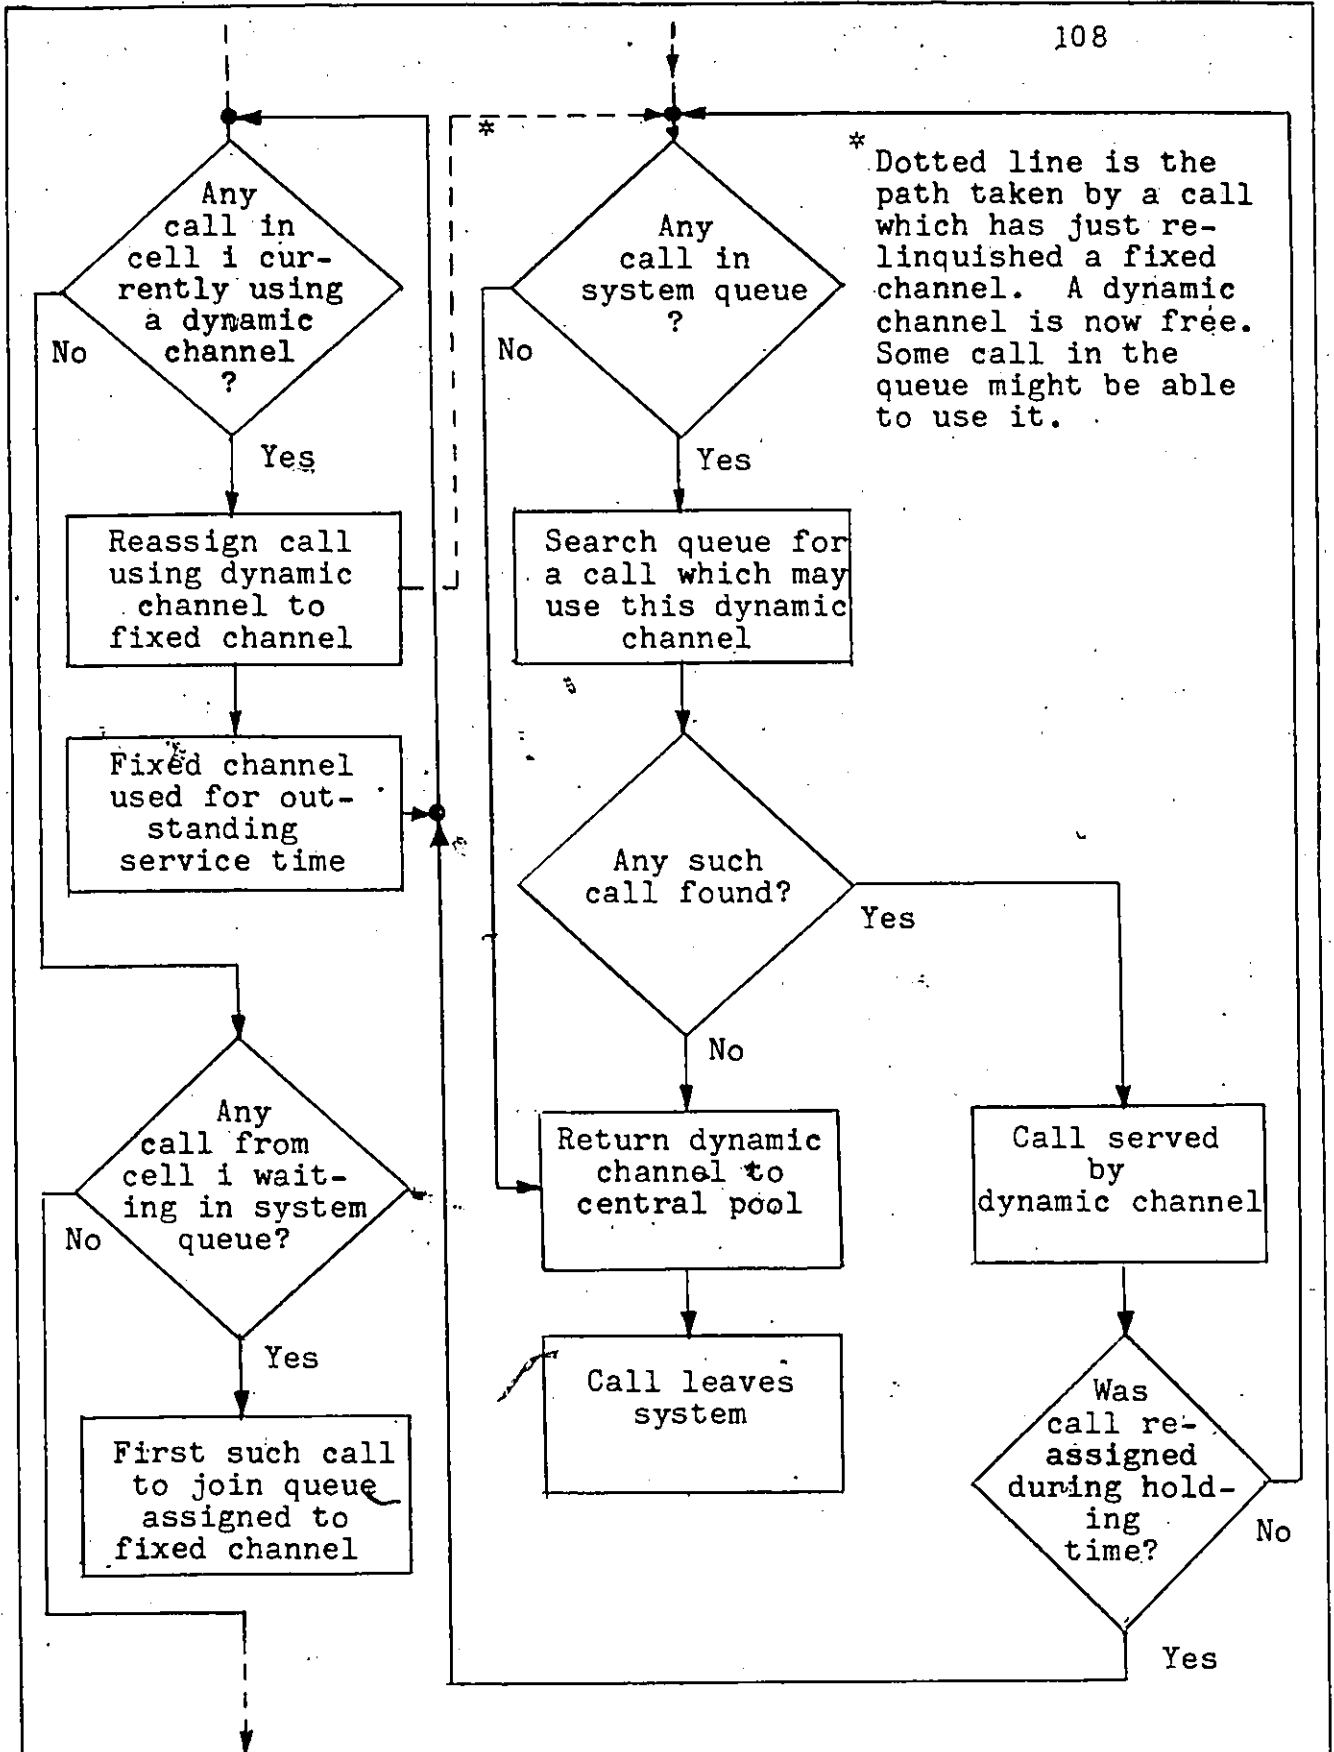 108
Any
call in
cell i cur-
rently using
a dynamic
channel
?
No
Yes
Reassign call
using dynamic
channel to
fixed channel
Fixed channel
used for out-
standing
service time
Any
call from
cell i wait-
ing in system
queue?
No
Yes
First such call
to join queue
assigned to
fixed channel
*
Any
call in
system queue
?
No
Yes
Search queue for
a call which may
use this dynamic
channel
Any such
call found?
Yes
No
Return dynamic
channel to
central pool
Call leaves
system
* Dotted line is the
path taken by a call
which has just re-
linquished a fixed
channel. A dynamic
channel is now free.
Some call in the
queue might be able
to use it.
Call served
by
dynamic channel
Was
call re-
assigned
during hold-
ing
time?
No
Yes